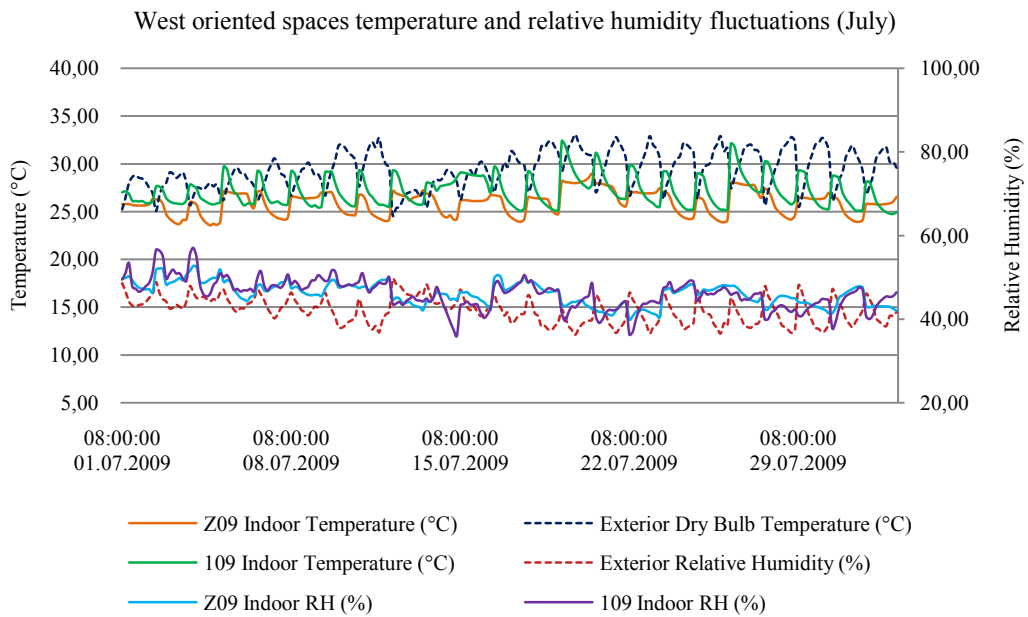 West oriented spaces temperature and relative humidity fluctuations (July)
Temperature (°C)
40,00
35,00
30,00
25,00
20,00
15,00
10,00
5,00
100,00
80,00
60,00
40,00
20,00
Relative Humidity (%)
08:00:00 08:00:00 08:00:00 08:00:00 08:00:00
01.07.2009 08.07.2009 15.07.2009 22.07.2009 29.07.2009
Z09 Indoor Temperature (°C) Exterior Dry Bulb Temperature (°C)
109 Indoor Temperature (°C) Exterior Relative Humidity (%)
Z09 Indoor RH (%) 109 Indoor RH (%)